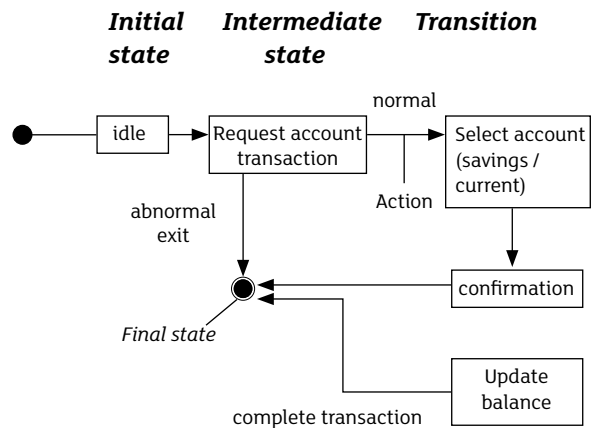 Initial
state
Intermediate
state
Transition
idle
Request account
transaction
normal
Action
Select account
(savings /
current)
abnormal
exit
confirmation
Final state
Update
balance
complete transaction